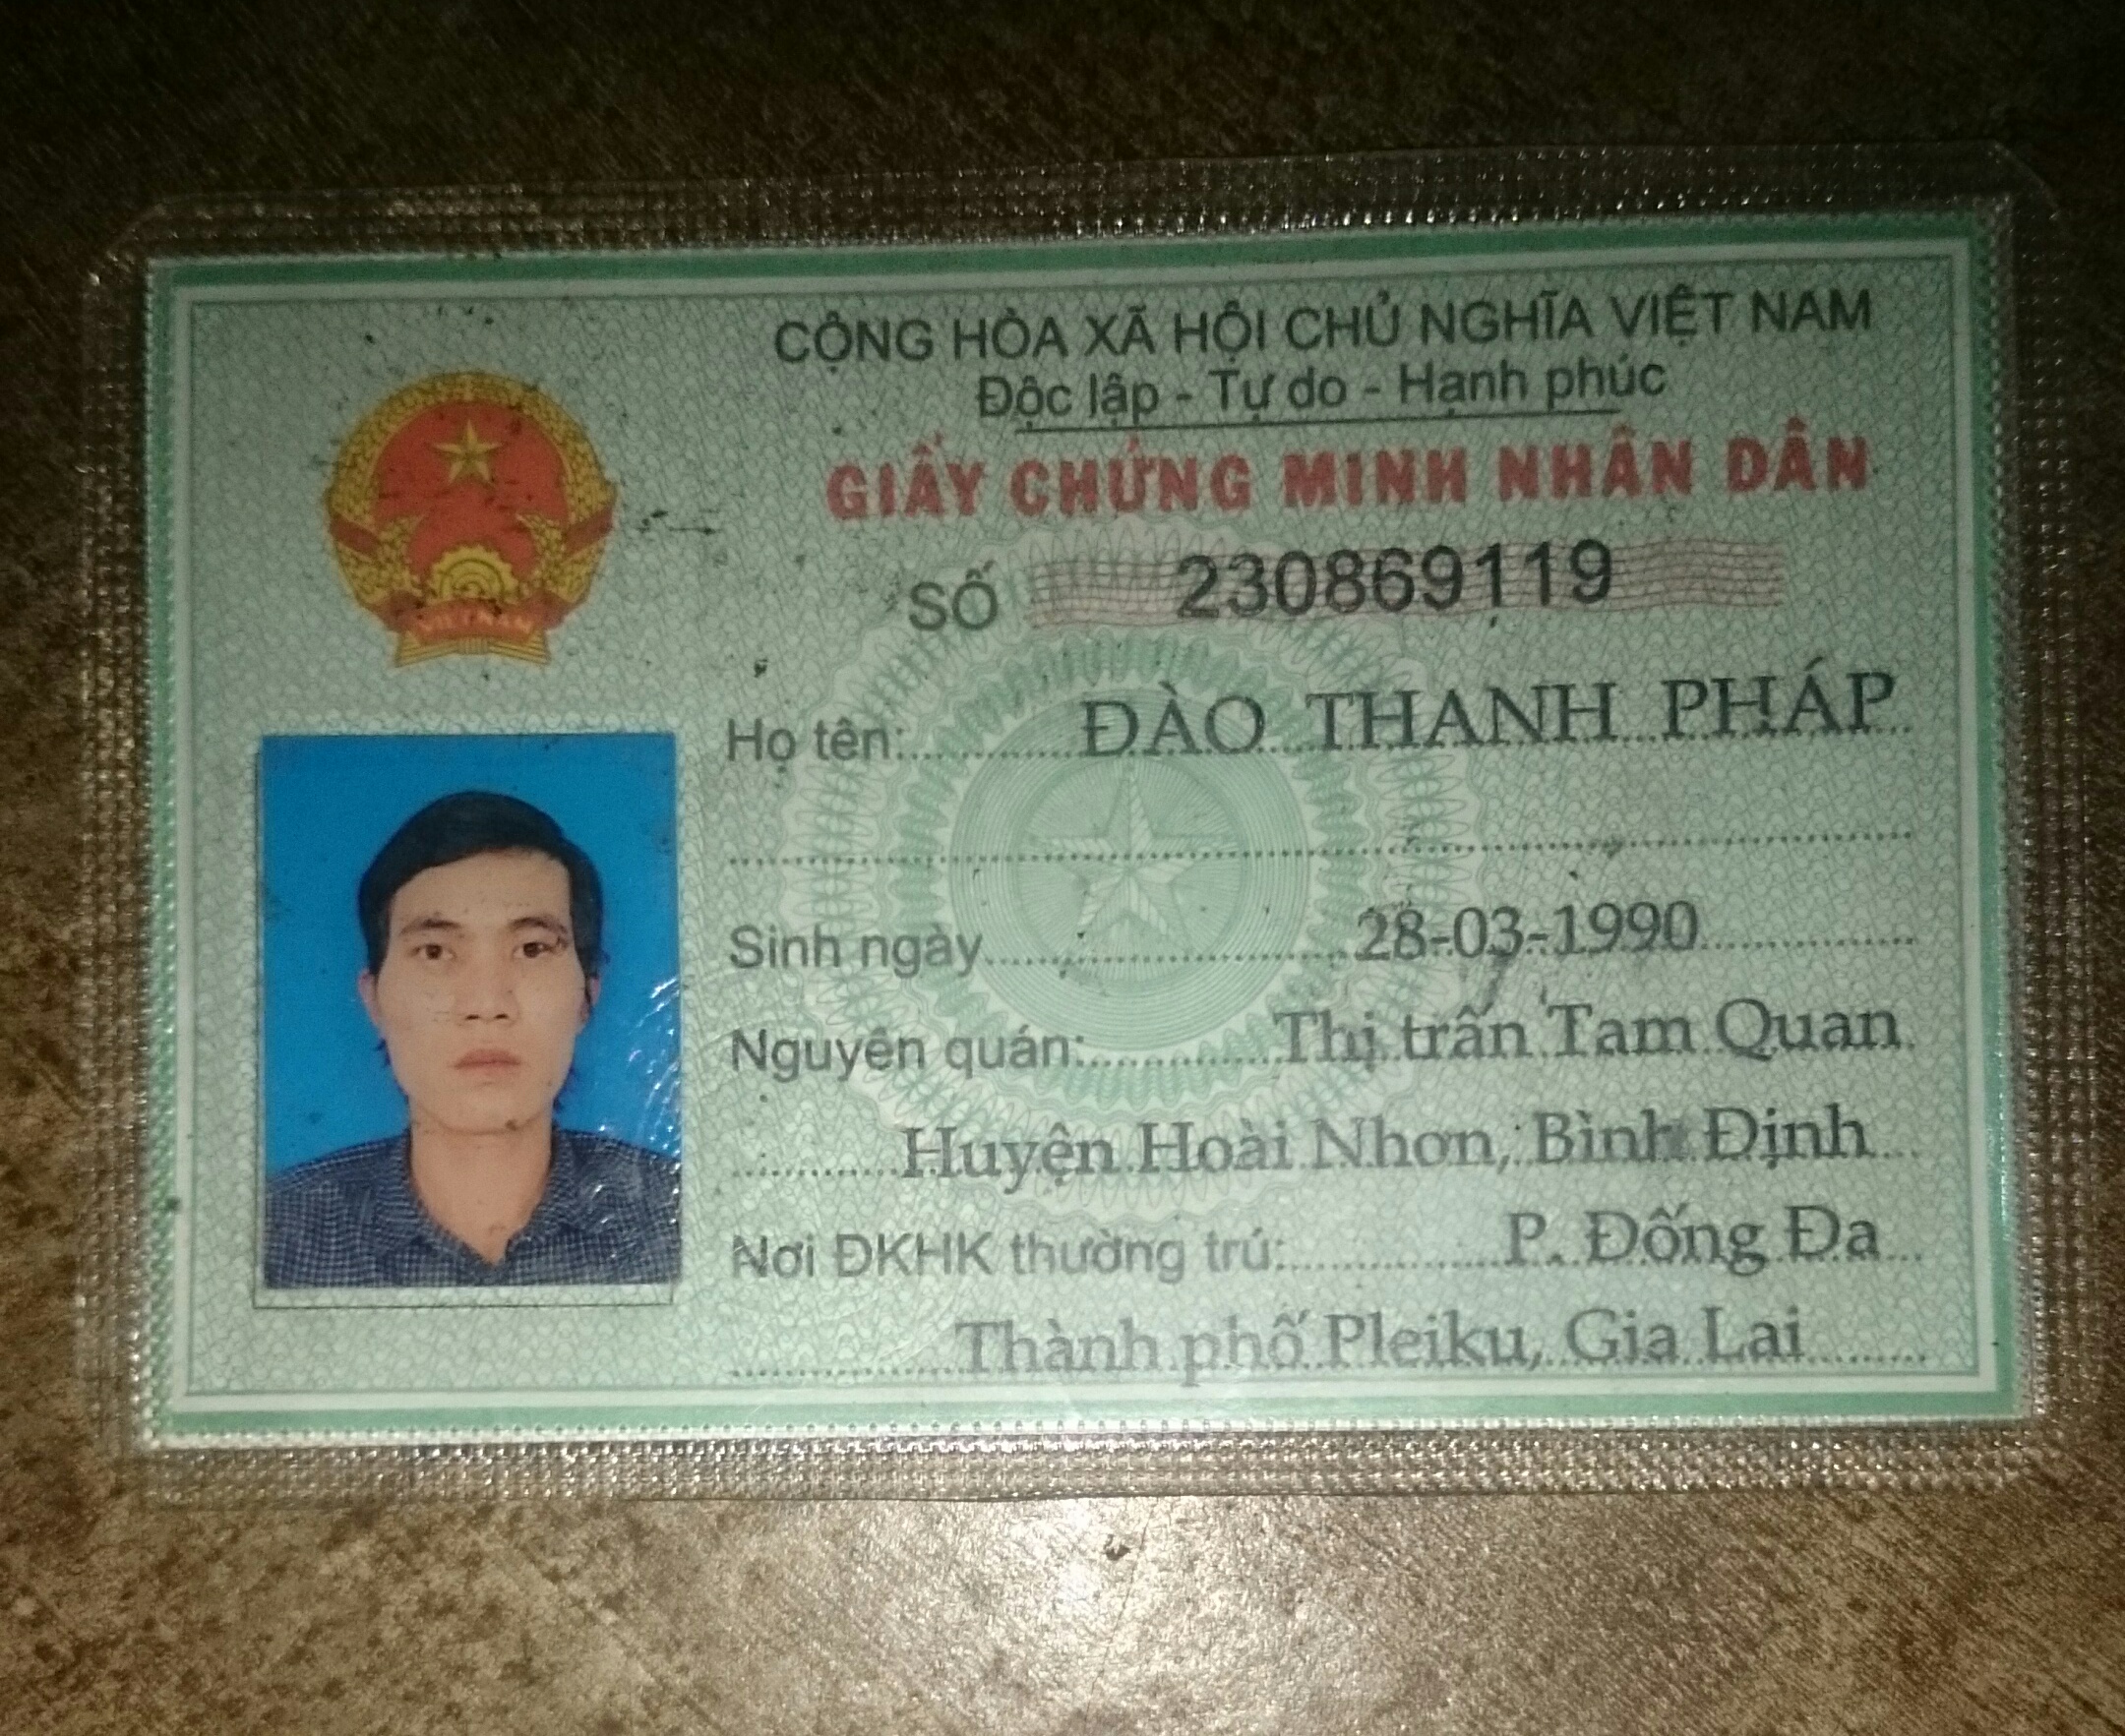 CỘNG HÒA XÃ HỘI CHỦ NGHĨA VIỆT NAM
Độc lập - Tự do - Hạnh phúc
GIẤY CHỨNG MINH NHÂN DÂN
SỐ 230869119
VIỆT NAM
Họ tên: ĐÀO THANH PHÁP
Sinh ngày 28-03-1990
Nguyên quán: Thị trấn Tam Quan
Huyện Hoài Nhơn, Bình Định
Nơi ĐKHK thường trú: P. Đống Đa
Thành phố Pleiku, Gia Lai